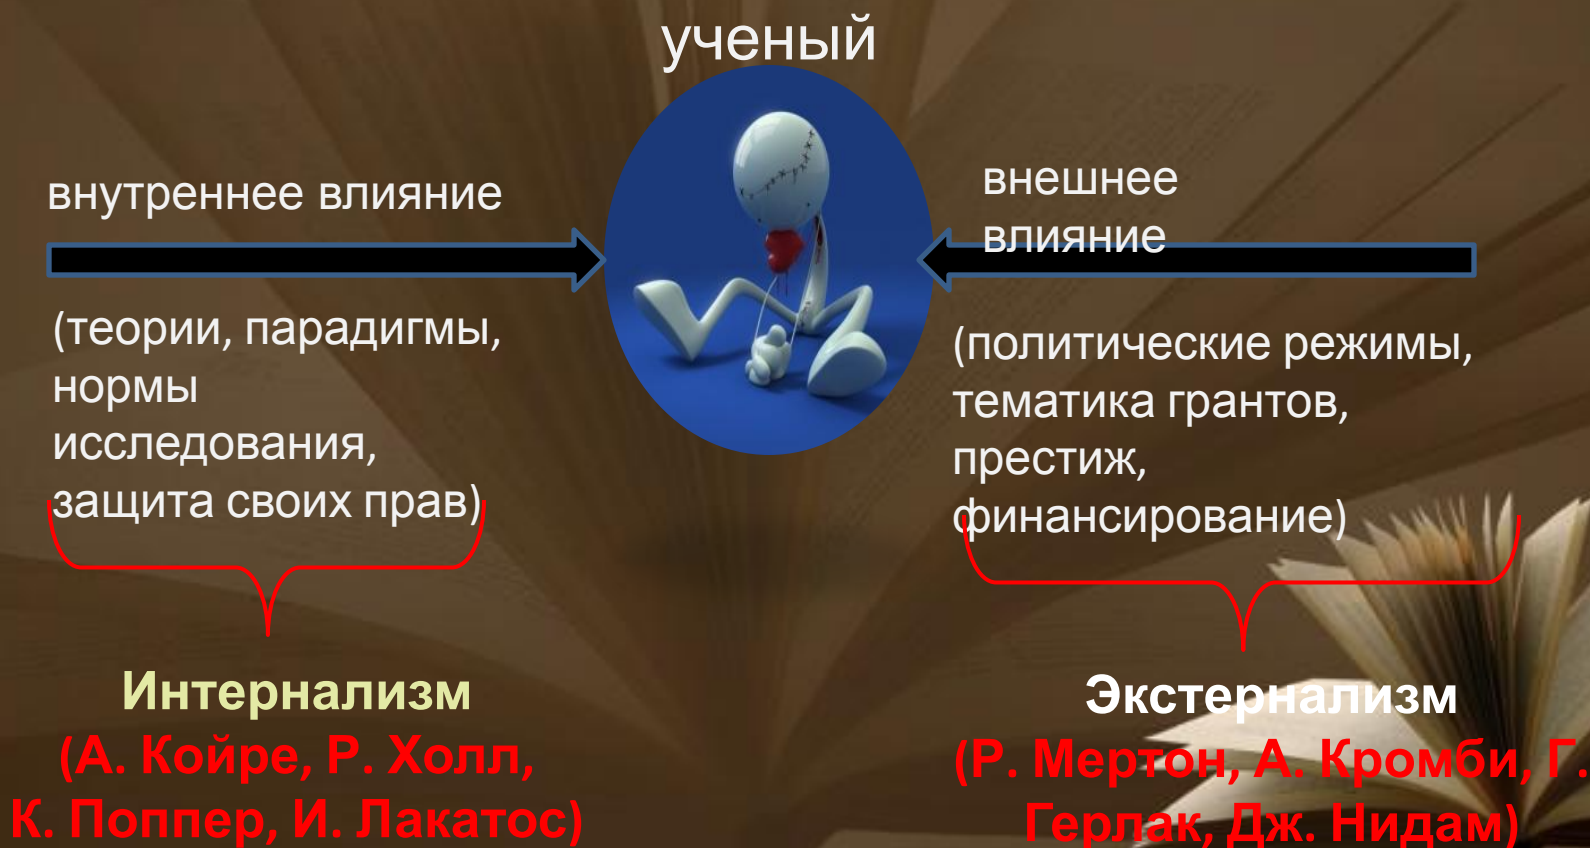 ученый
внутреннее влияние
(теории, парадигмы,
нормы
исследования,
защита своих прав)
Интернализм
(А. Койре, Р. Холл,
К. Поппер, И. Лакатос)
внешнее
влияние
(политические режимы,
тематика грантов,
престиж,
финансирование)
Экстернализм
(Р. Мертон, А. Кромби, Г.
Герлак, Дж. Нидам)